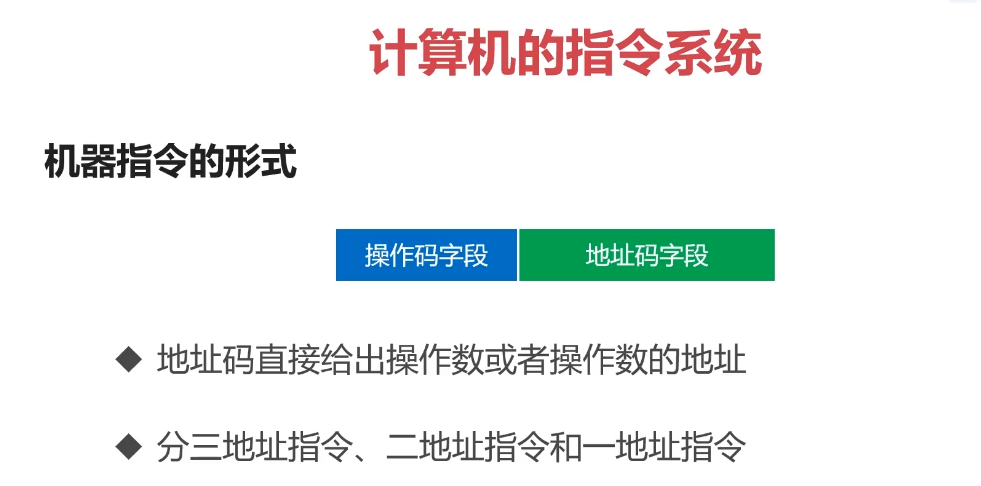 计算机的指令系统
机器指令的形式
操作码字段 地址码字段
◆ 地址码直接给出操作数或者操作数的地址
◆ 分三地址指令、二地址指令和一地址指令